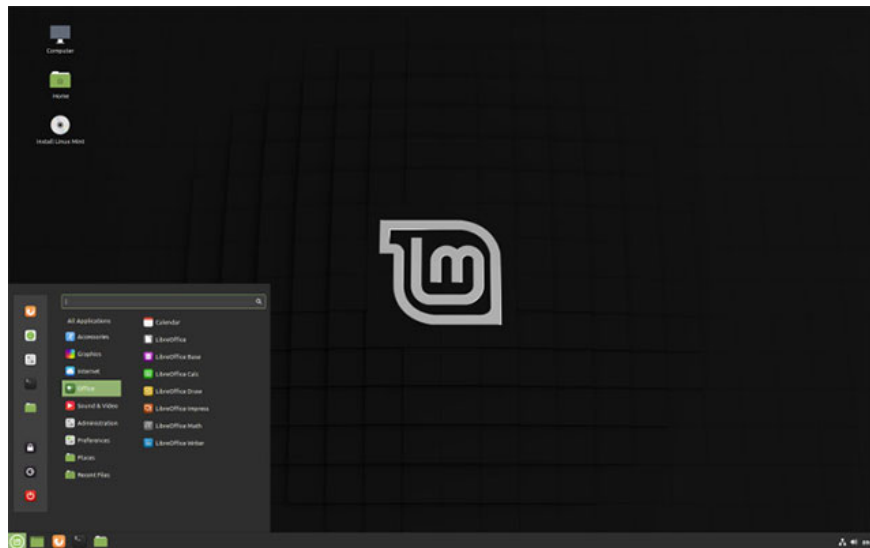 Computer
Home
Install Linux Mint
lm
All Applications
Accessories
Graphics
Internet
Office
Sound & Video
Administration
Preferences
Places
Recent Files
Calendar
LibreOffice
LibreOffice Base
LibreOffice Calc
LibreOffice Draw
LibreOffice Impress
LibreOffice Math
LibreOffice Writer